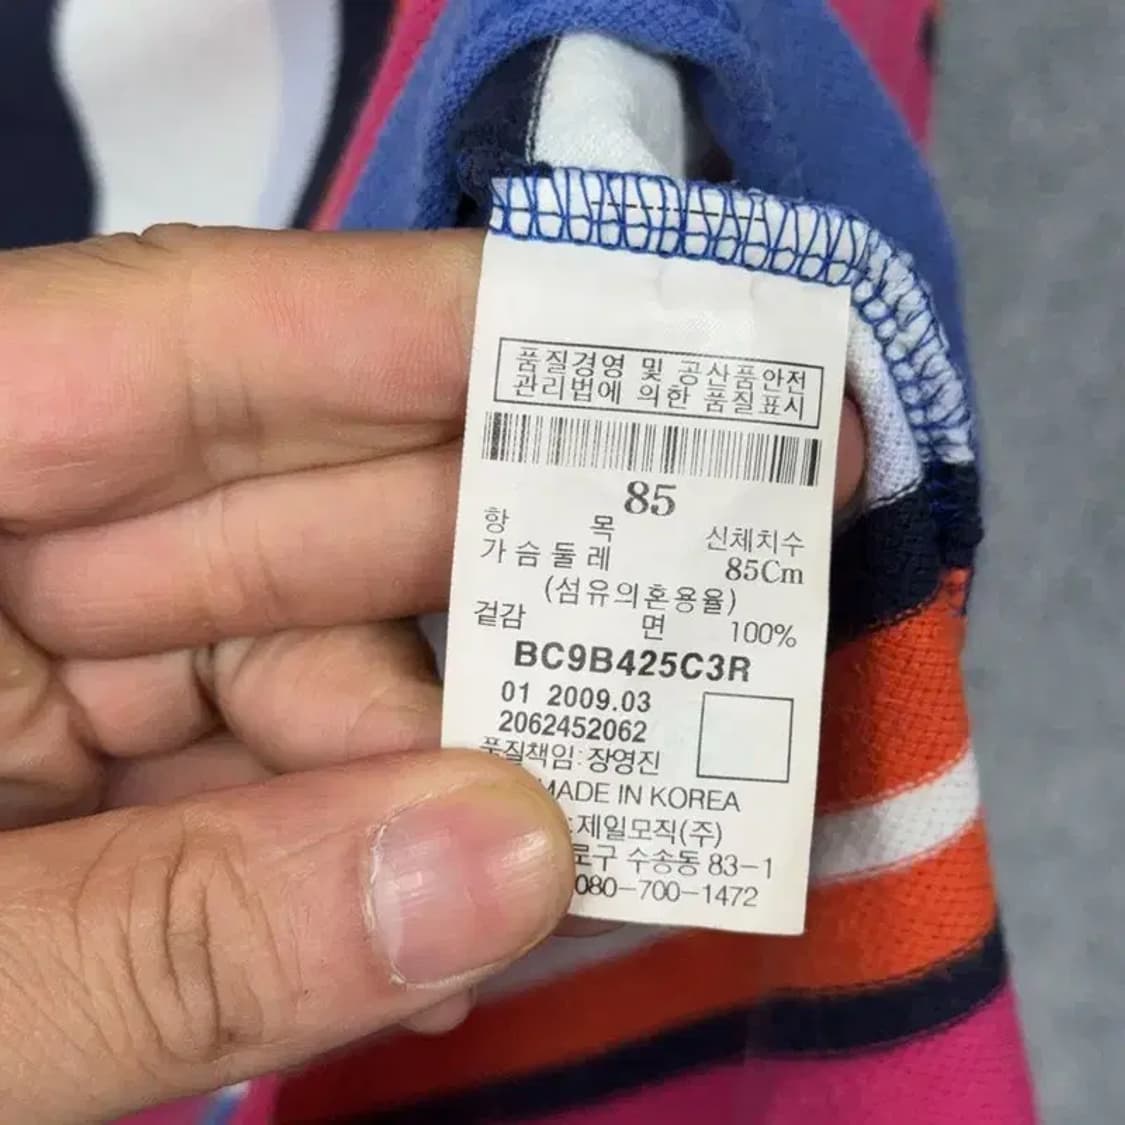 품질경영 및 공산품안전
관리법에 의한 품질표시
85
항 목 신체치수
가슴둘레 85Cm
(섬유의혼용율)
겉감 면 100%
BC9B425C3R
01 2009.03
2062452062
품질책임: 장영진
MADE IN KOREA
제일모직(주)
로구 수송동 83-1
080-700-1472